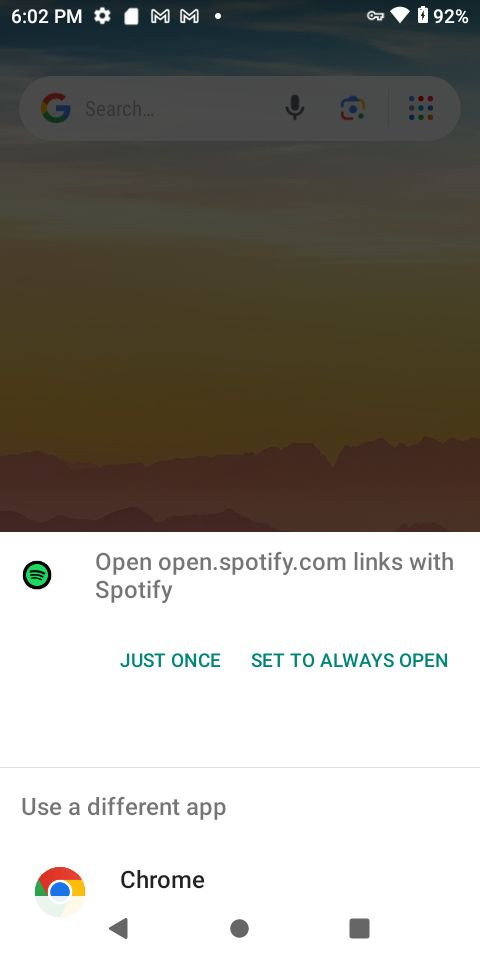 6:02 PM
92%
Search...
Open open.spotify.com links with
Spotify
JUST ONCE
SET TO ALWAYS OPEN
Use a different app
Chrome